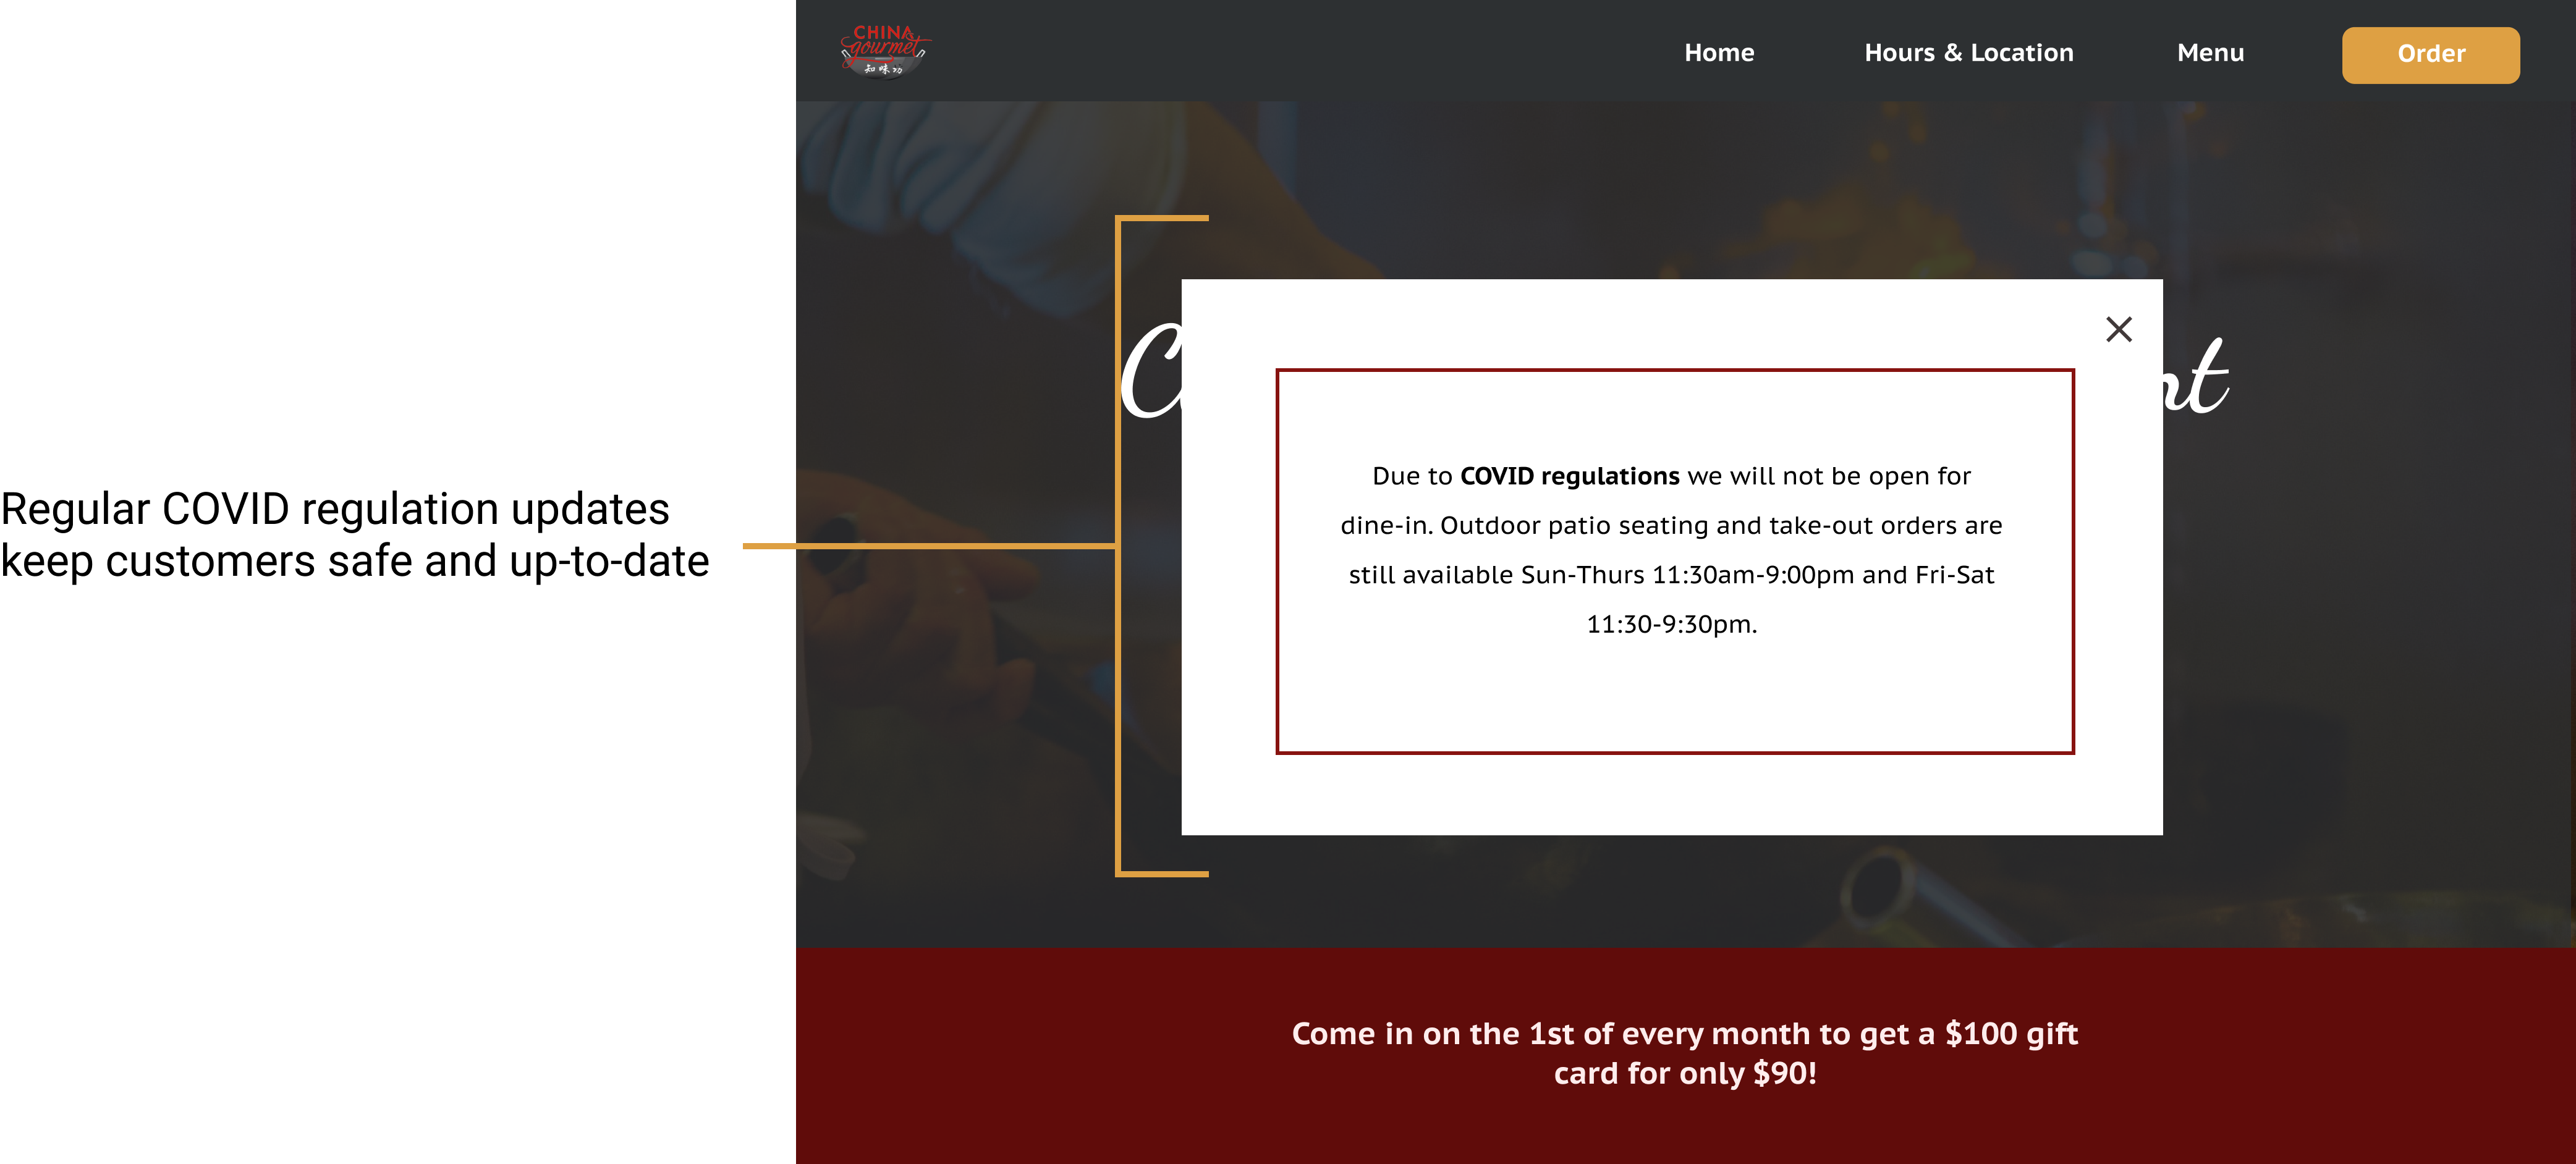 CHINA
gourmet
知味功
Home
Hours & Location
Menu
Order
Regular COVID regulation updates
keep customers safe and up-to-date
Due to COVID regulations we will not be open for
dine-in. Outdoor patio seating and take-out orders are
still available Sun-Thurs 11:30am-9:00pm and Fri-Sat
11:30-9:30pm.
Come in on the 1st of every month to get a $100 gift
card for only $90!